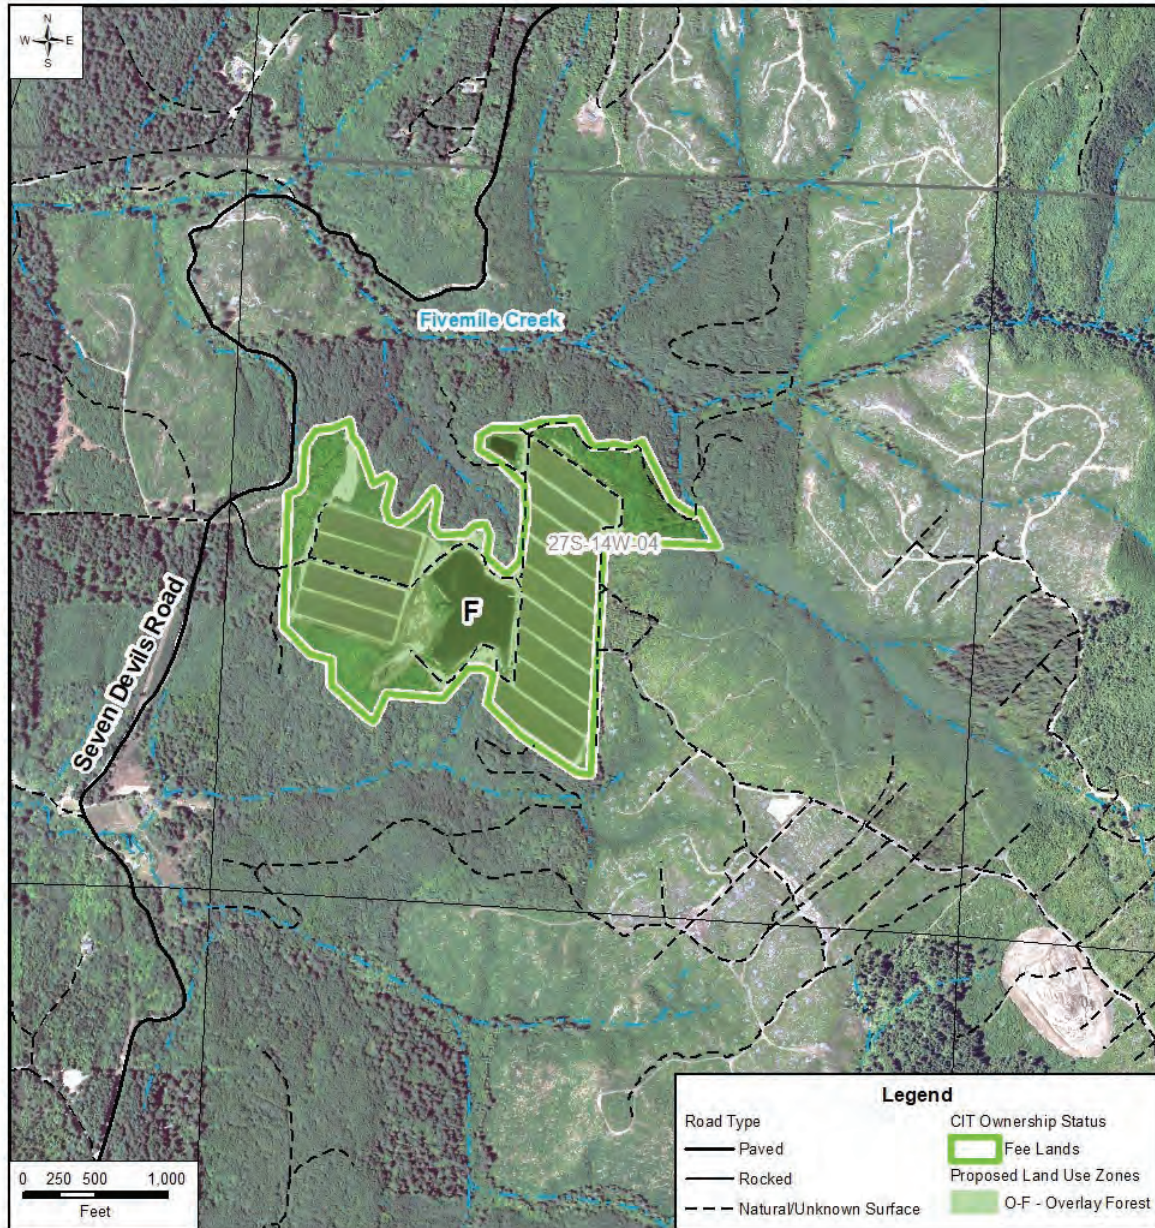 N
W E
S
Fivemile Creek
27S-14W-04
F
Seven Devils Road
Legend
Road Type
Paved
Rocked
Natural/Unknown Surface
CIT Ownership Status
Fee Lands
Proposed Land Use Zones
O-F - Overlay Forest
0 250 500 1,000
Feet